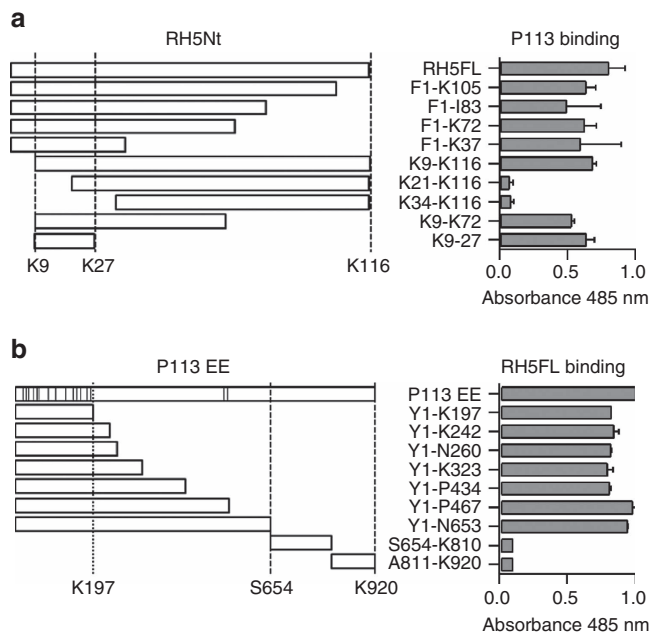 a
RH5Nt
P113 binding
RH5FL
F1-K105
F1-I83
F1-K72
F1-K37
K9-K116
K21-K116
K34-K116
K9-K72
K9-27
K9
K27
K116
0.0
0.5
1.0
Absorbance 485 nm
b
P113 EE
RH5FL binding
P113 EE
Y1-K197
Y1-K242
Y1-N260
Y1-K323
Y1-P434
Y1-P467
Y1-N653
S654-K810
A811-K920
K197
S654
K920
0.0
0.5
1.0
Absorbance 485 nm